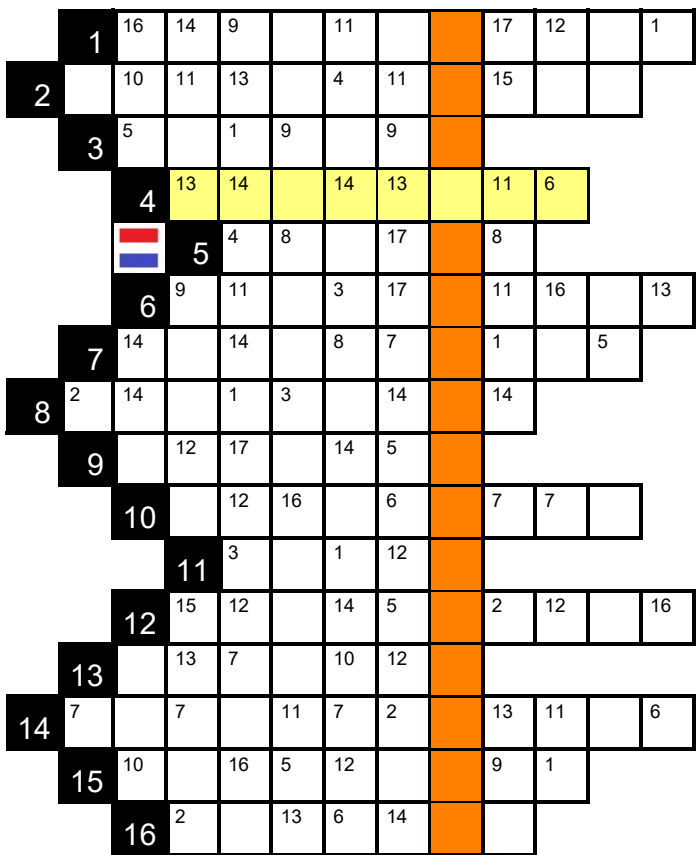 1 16 14 9 11 17 12 1
2 10 11 13 4 11 15
3 5 1 9 9
4 13 14 14 13 11 6
5 4 8 17 8
6 9 11 3 17 11 16 13
7 14 14 8 7 1 5
8 2 14 1 3 14 14
9 12 17 14 5
10 12 16 6 7 7
11 3 1 12
12 15 12 14 5 2 12 16
13 13 7 10 12
14 7 7 11 7 2 13 11 6
15 10 16 5 12 9 1
16 2 13 6 14